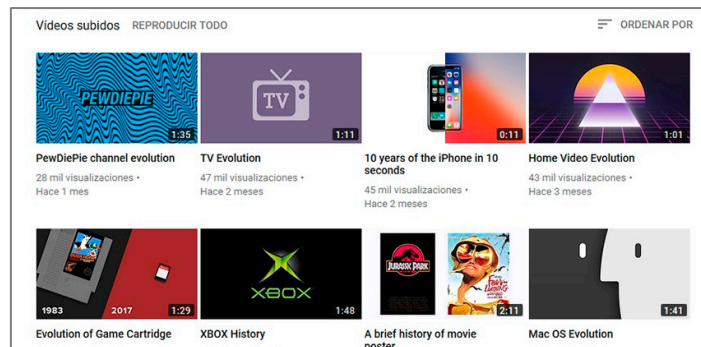 Vídeos subidos REPRODUCIR TODO ORDENAR POR
PEWDIEPIE
1:35
TV
1:11
0:11
1:01
PewDiePie channel evolution
28 mil visualizaciones •
Hace 1 mes
TV Evolution
47 mil visualizaciones •
Hace 2 meses
10 years of the iPhone in 10
seconds
45 mil visualizaciones •
Hace 2 meses
Home Video Evolution
43 mil visualizaciones •
Hace 3 meses
1983 2017
1:29
XBOX
1:48
JURASSIC PARK
FEAR
LOATHING
2:11
1:41
Evolution of Game Cartridge
XBOX History
A brief history of movie
poster
Mac OS Evolution